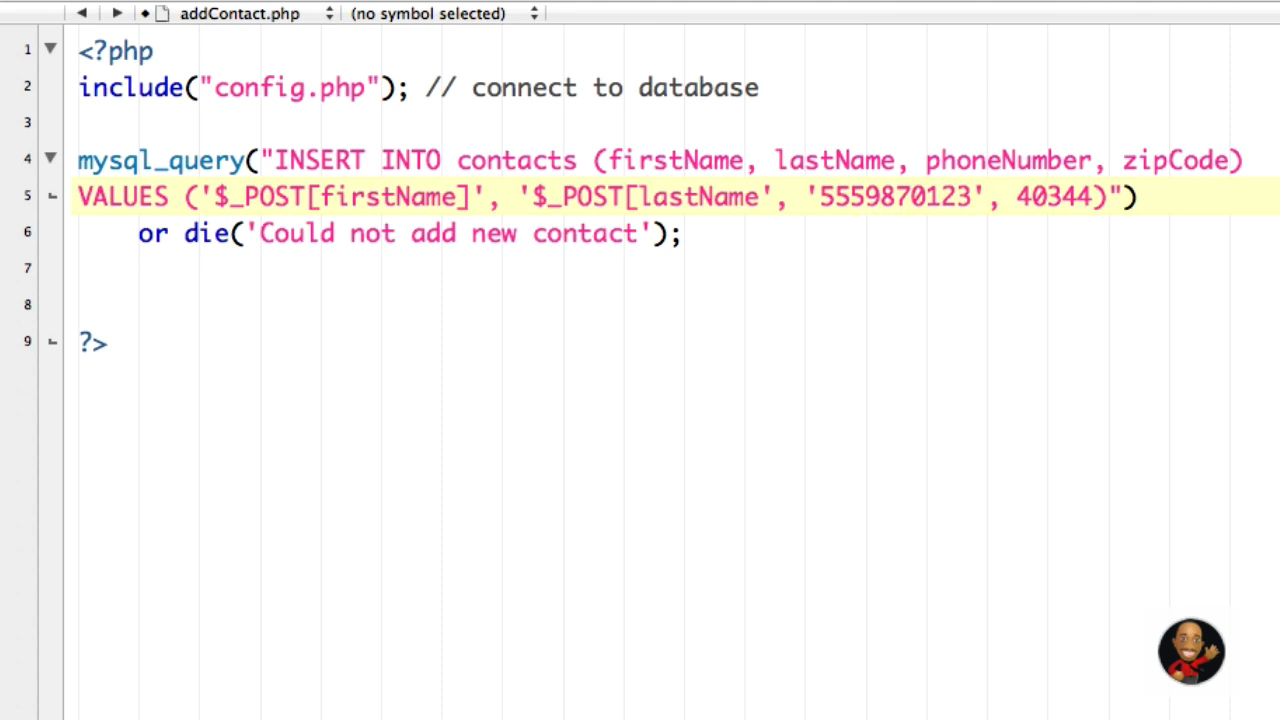 addContact.php (no symbol selected)
1 <?php
2 include("config.php"); // connect to database
3
4 mysql_query("INSERT INTO contacts (firstName, lastName, phoneNumber, zipCode)
5 VALUES ('$_POST[firstName]', '$_POST[lastName', '5559870123', 40344)")
6 or die('Could not add new contact');
7
8
9 ?>